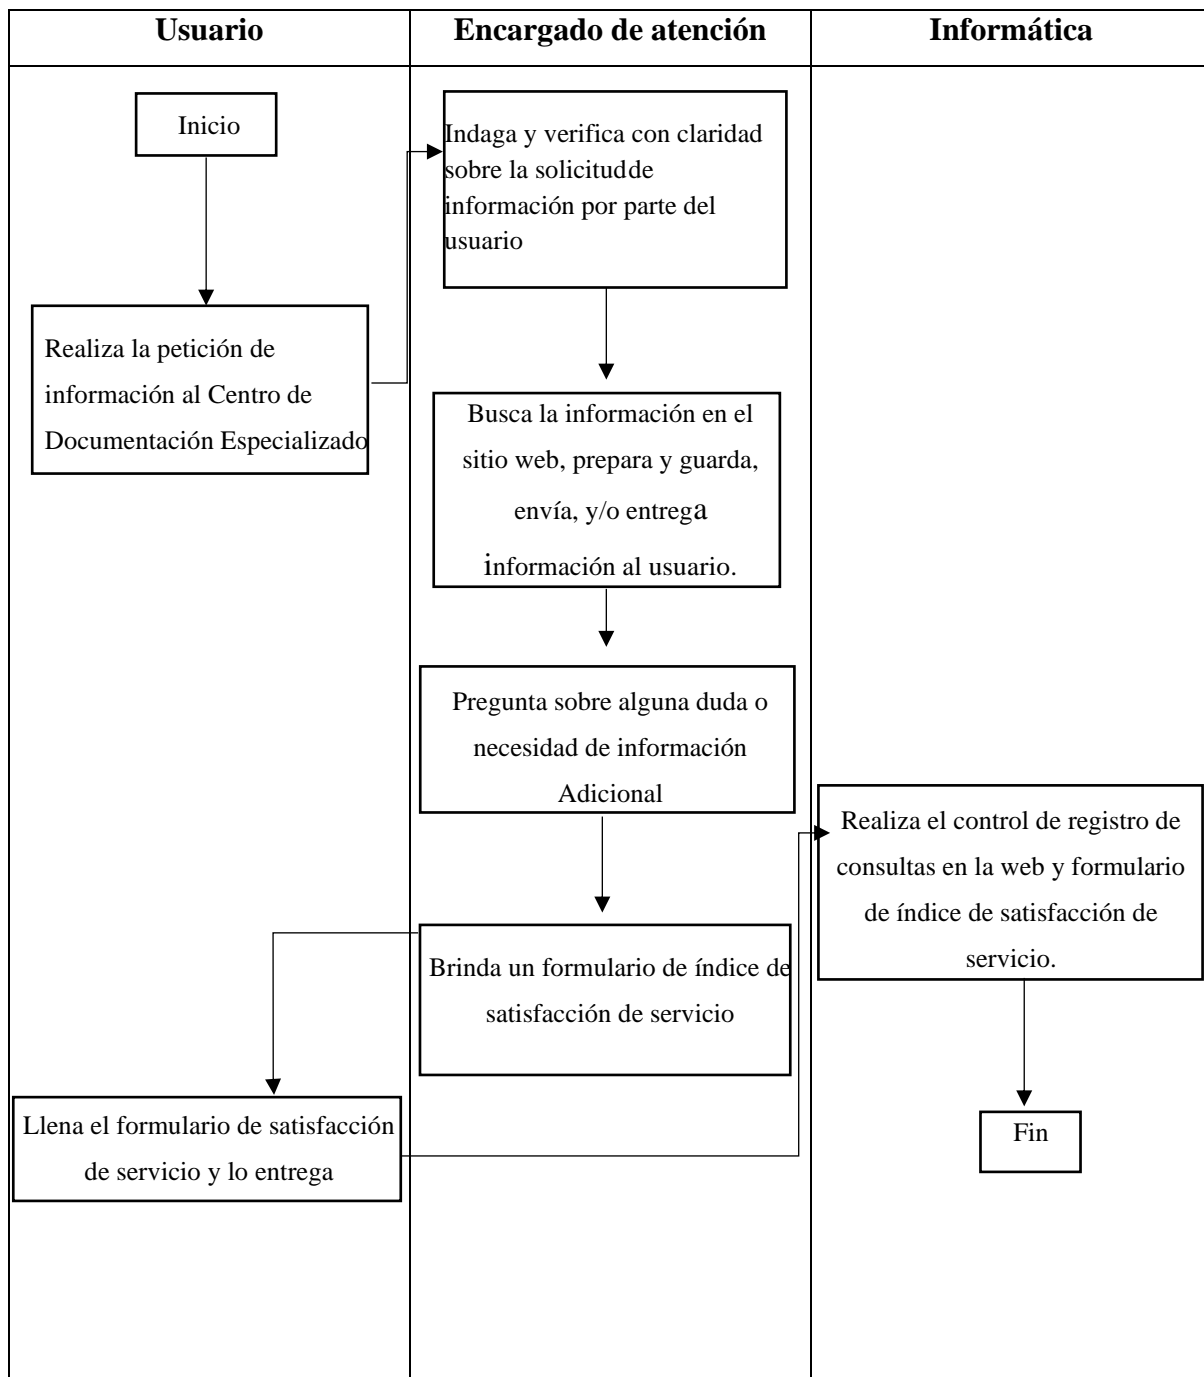 Usuario
Encargado de atención
Informática
Inicio
Realiza la petición de
información al Centro de
Documentación Especializado
Indaga y verifica con claridad
sobre la solicitud de
información por parte del
usuario
Busca la información en el
sitio web, prepara y guarda,
envía, y/o entrega
información al usuario.
Pregunta sobre alguna duda o
necesidad de información
Adicional
Brinda un formulario de índice de
satisfacción de servicio
Llena el formulario de satisfacción
de servicio y lo entrega
Realiza el control de registro de
consultas en la web y formulario
de índice de satisfacción de
servicio.
Fin